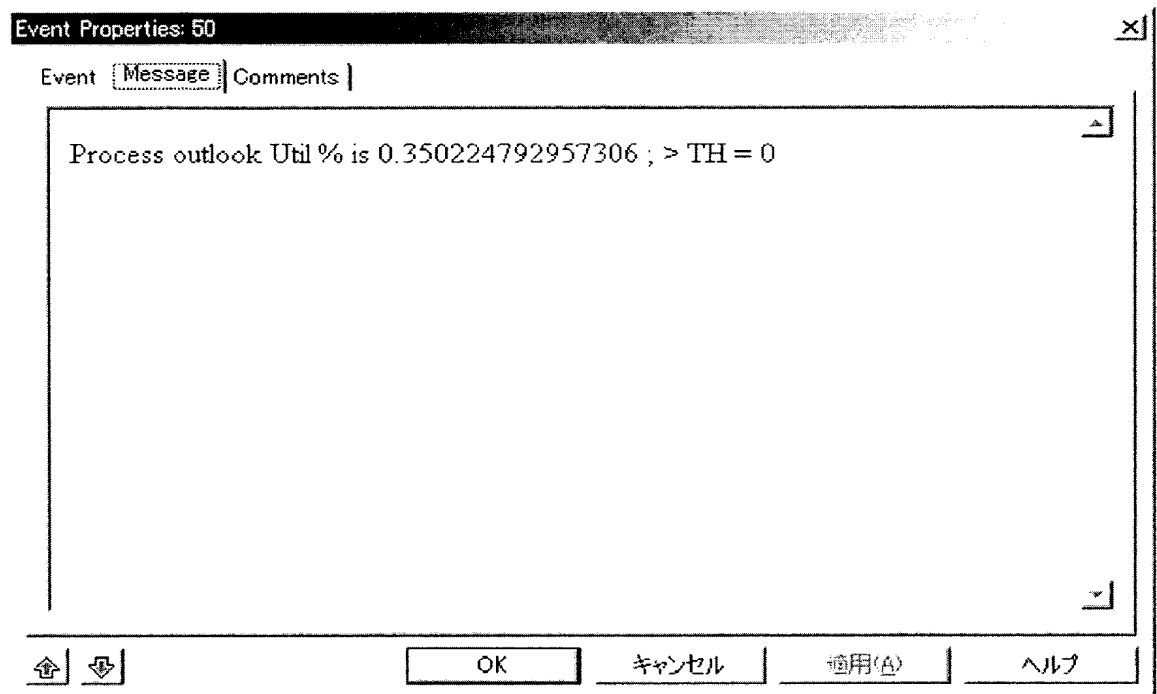 Event Properties: 50
Event Message Comments
Process outlook Util % is 0.350224792957306 ; > TH = 0
OK キャンセル 適用(A) ヘルプ